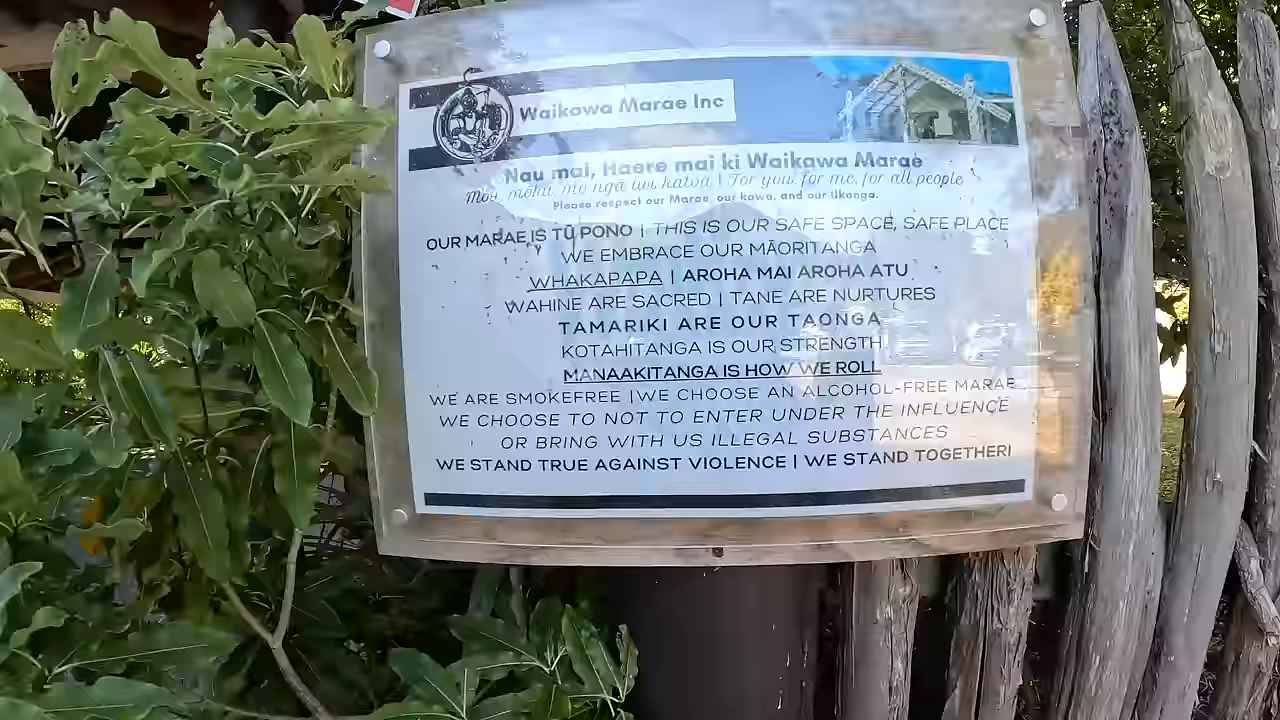 Waikawa Marae Inc
Nau mai, Haere mai ki Waikawa Marae
Mou, mōku, mo ngā iwi katoa | For you, for me, for all people
Please respect our Marae, our kawa, and our tikanga.
OUR MARAE IS TŪ PONO | THIS IS OUR SAFE SPACE, SAFE PLACE
WE EMBRACE OUR MĀORITANGA
WHAKAPAPA | AROHA MAI AROHA ATU
WAHINE ARE SACRED | TANE ARE NURTURES
TAMARIKI ARE OUR TAONGA
KOTAHITANGA IS OUR STRENGTH
MANAAKITANGA IS HOW WE ROLL
WE ARE SMOKEFREE | WE CHOOSE AN ALCOHOL-FREE MARAE
WE CHOOSE TO NOT TO ENTER UNDER THE INFLUENCE
OR BRING WITH US ILLEGAL SUBSTANCES
WE STAND TRUE AGAINST VIOLENCE | WE STAND TOGETHER!